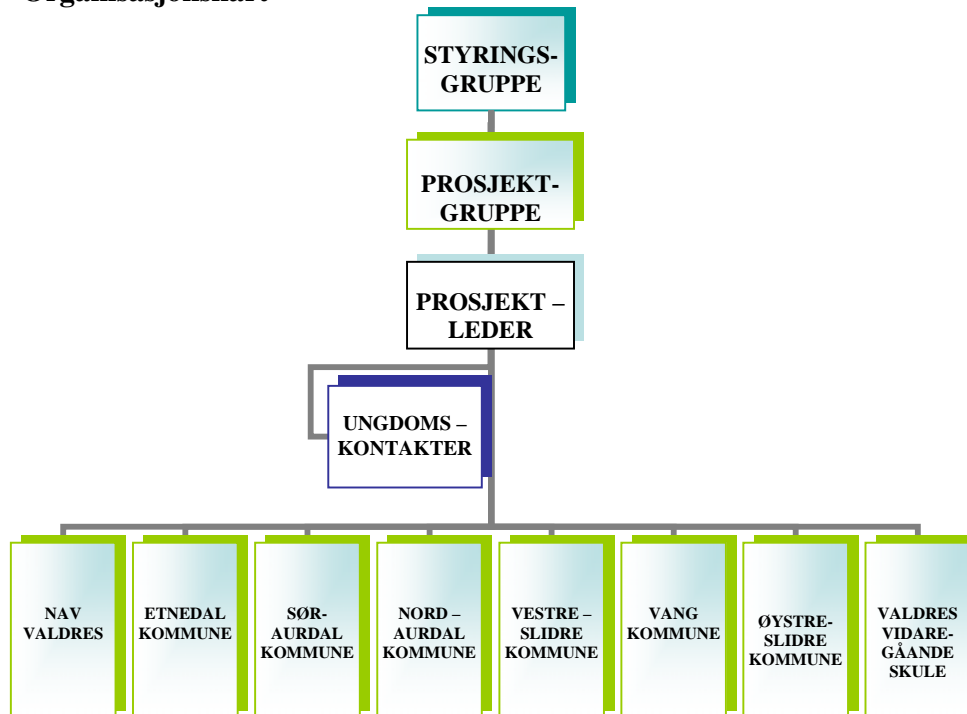 Organisasjonskart
STYRINGS-
GRUPPE
PROSJEKT-
GRUPPE
PROSJEKT –
LEDER
UNGDOMS –
KONTAKTER
NAV
VALDRES
ETNEDAL
KOMMUNE
SØR-
AURDAL
KOMMUNE
NORD –
AURDAL
KOMMUNE
VESTRE –
SLIDRE
KOMMUNE
VANG
KOMMUNE
ØYSTRE-
SLIDRE
KOMMUNE
VALDRES
VIDARE-
GÅANDE
SKULE